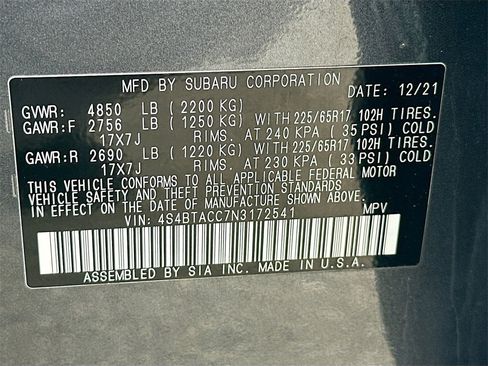 MFD BY SUBARU CORPORATION DATE: 12/21
GVWR: 4850 LB (2200 KG)
GAWR:F 2756 LB (1250 KG) WITH 225/65R17 102H TIRES.
17X7J RIMS. AT 240 KPA (35 PSI) COLD
GAWR:R 2690 LB (1220 KG) WITH 225/65R17 102H TIRES.
17X7J RIMS. AT 230 KPA (33 PSI) COLD
THIS VEHICLE CONFORMS TO ALL APPLICABLE FEDERAL MOTOR
VEHICLE SAFETY AND THEFT PREVENTION STANDARDS IN EFFECT
ON THE DATE OF MANUFACTURE SHOWN ABOVE.
VIN: 4S4BTACC7N3172541 MPV
ASSEMBLED BY SIA INC. MADE IN U.S.A.